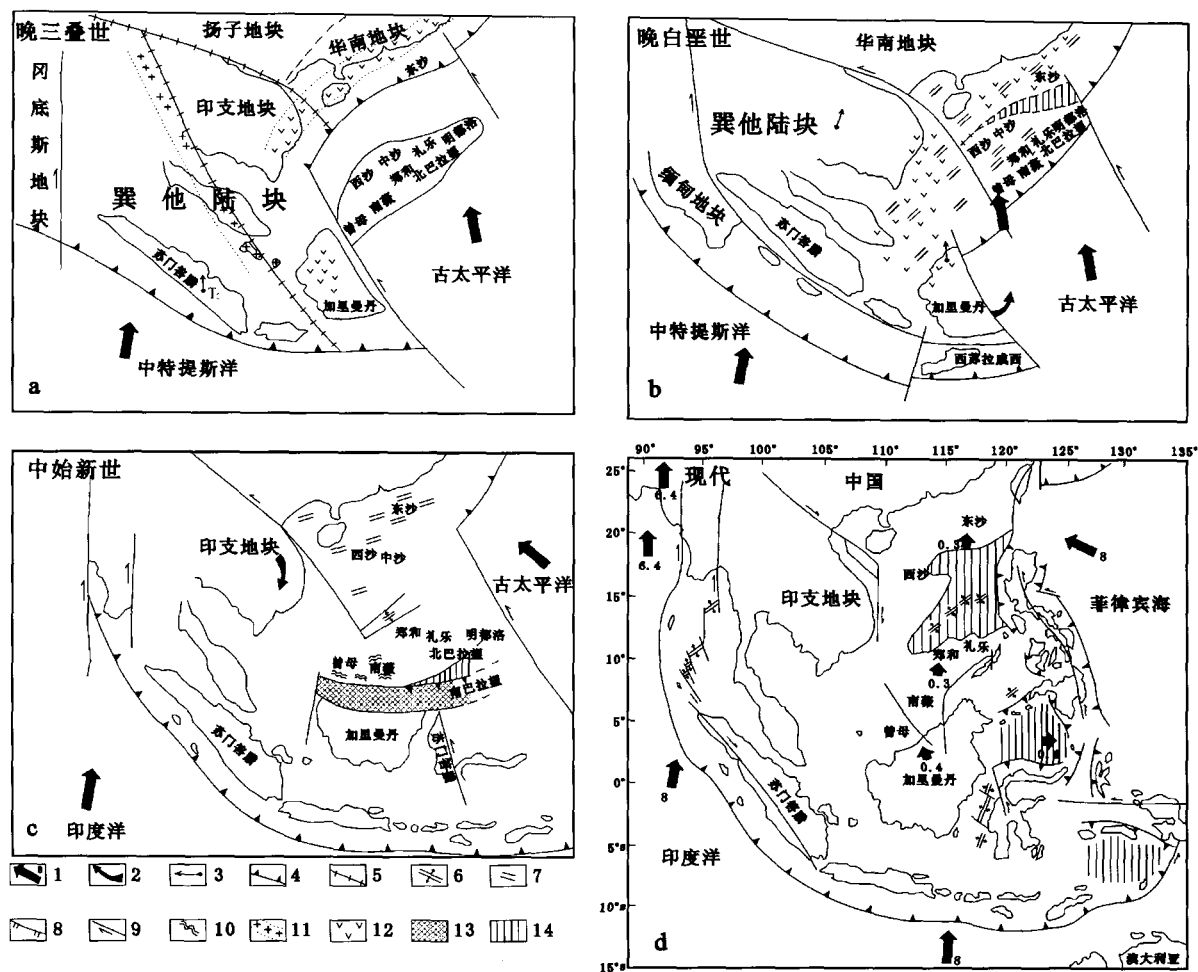 晚三叠世
扬子地块
华南地块
东沙
冈底斯地块
印支地块
西沙 中沙 礼乐 明都洛
郑和 北巴拉望
曾母 南薇
巽他陆块
苏门答腊
T
加里曼丹
古太平洋
中特提斯洋
a
晚白垩世
华南地块
东沙
巽他陆块
西沙 中沙
郑和 礼乐 明都洛
曾母 南薇 北巴拉望
缅甸地块
苏门答腊
加里曼丹
古太平洋
中特提斯洋
西苏拉威西
b
中始新世
东沙
印支地块
西沙 中沙
古太平洋
郑和 礼乐 明都洛
北巴拉望
曾母 南薇
南巴拉望
加里曼丹
苏门答腊
苏门答腊
c
印度洋
90° 95° 100° 105° 110° 115° 120° 125° 130° 135°
25°
现代
中国
6.4
东沙
20°
0.3
8
6.4
西沙
15°
印支地块
菲律宾海
10°
郑和 礼乐
0.3
南薇
5°
曾母
0°
0.4
加里曼丹
8
苏门答腊
5°S
印度洋
10°S
d
8
15°S
澳大利亚
1 2 3 4 5 6 7
8 9 10 11 12 13 14